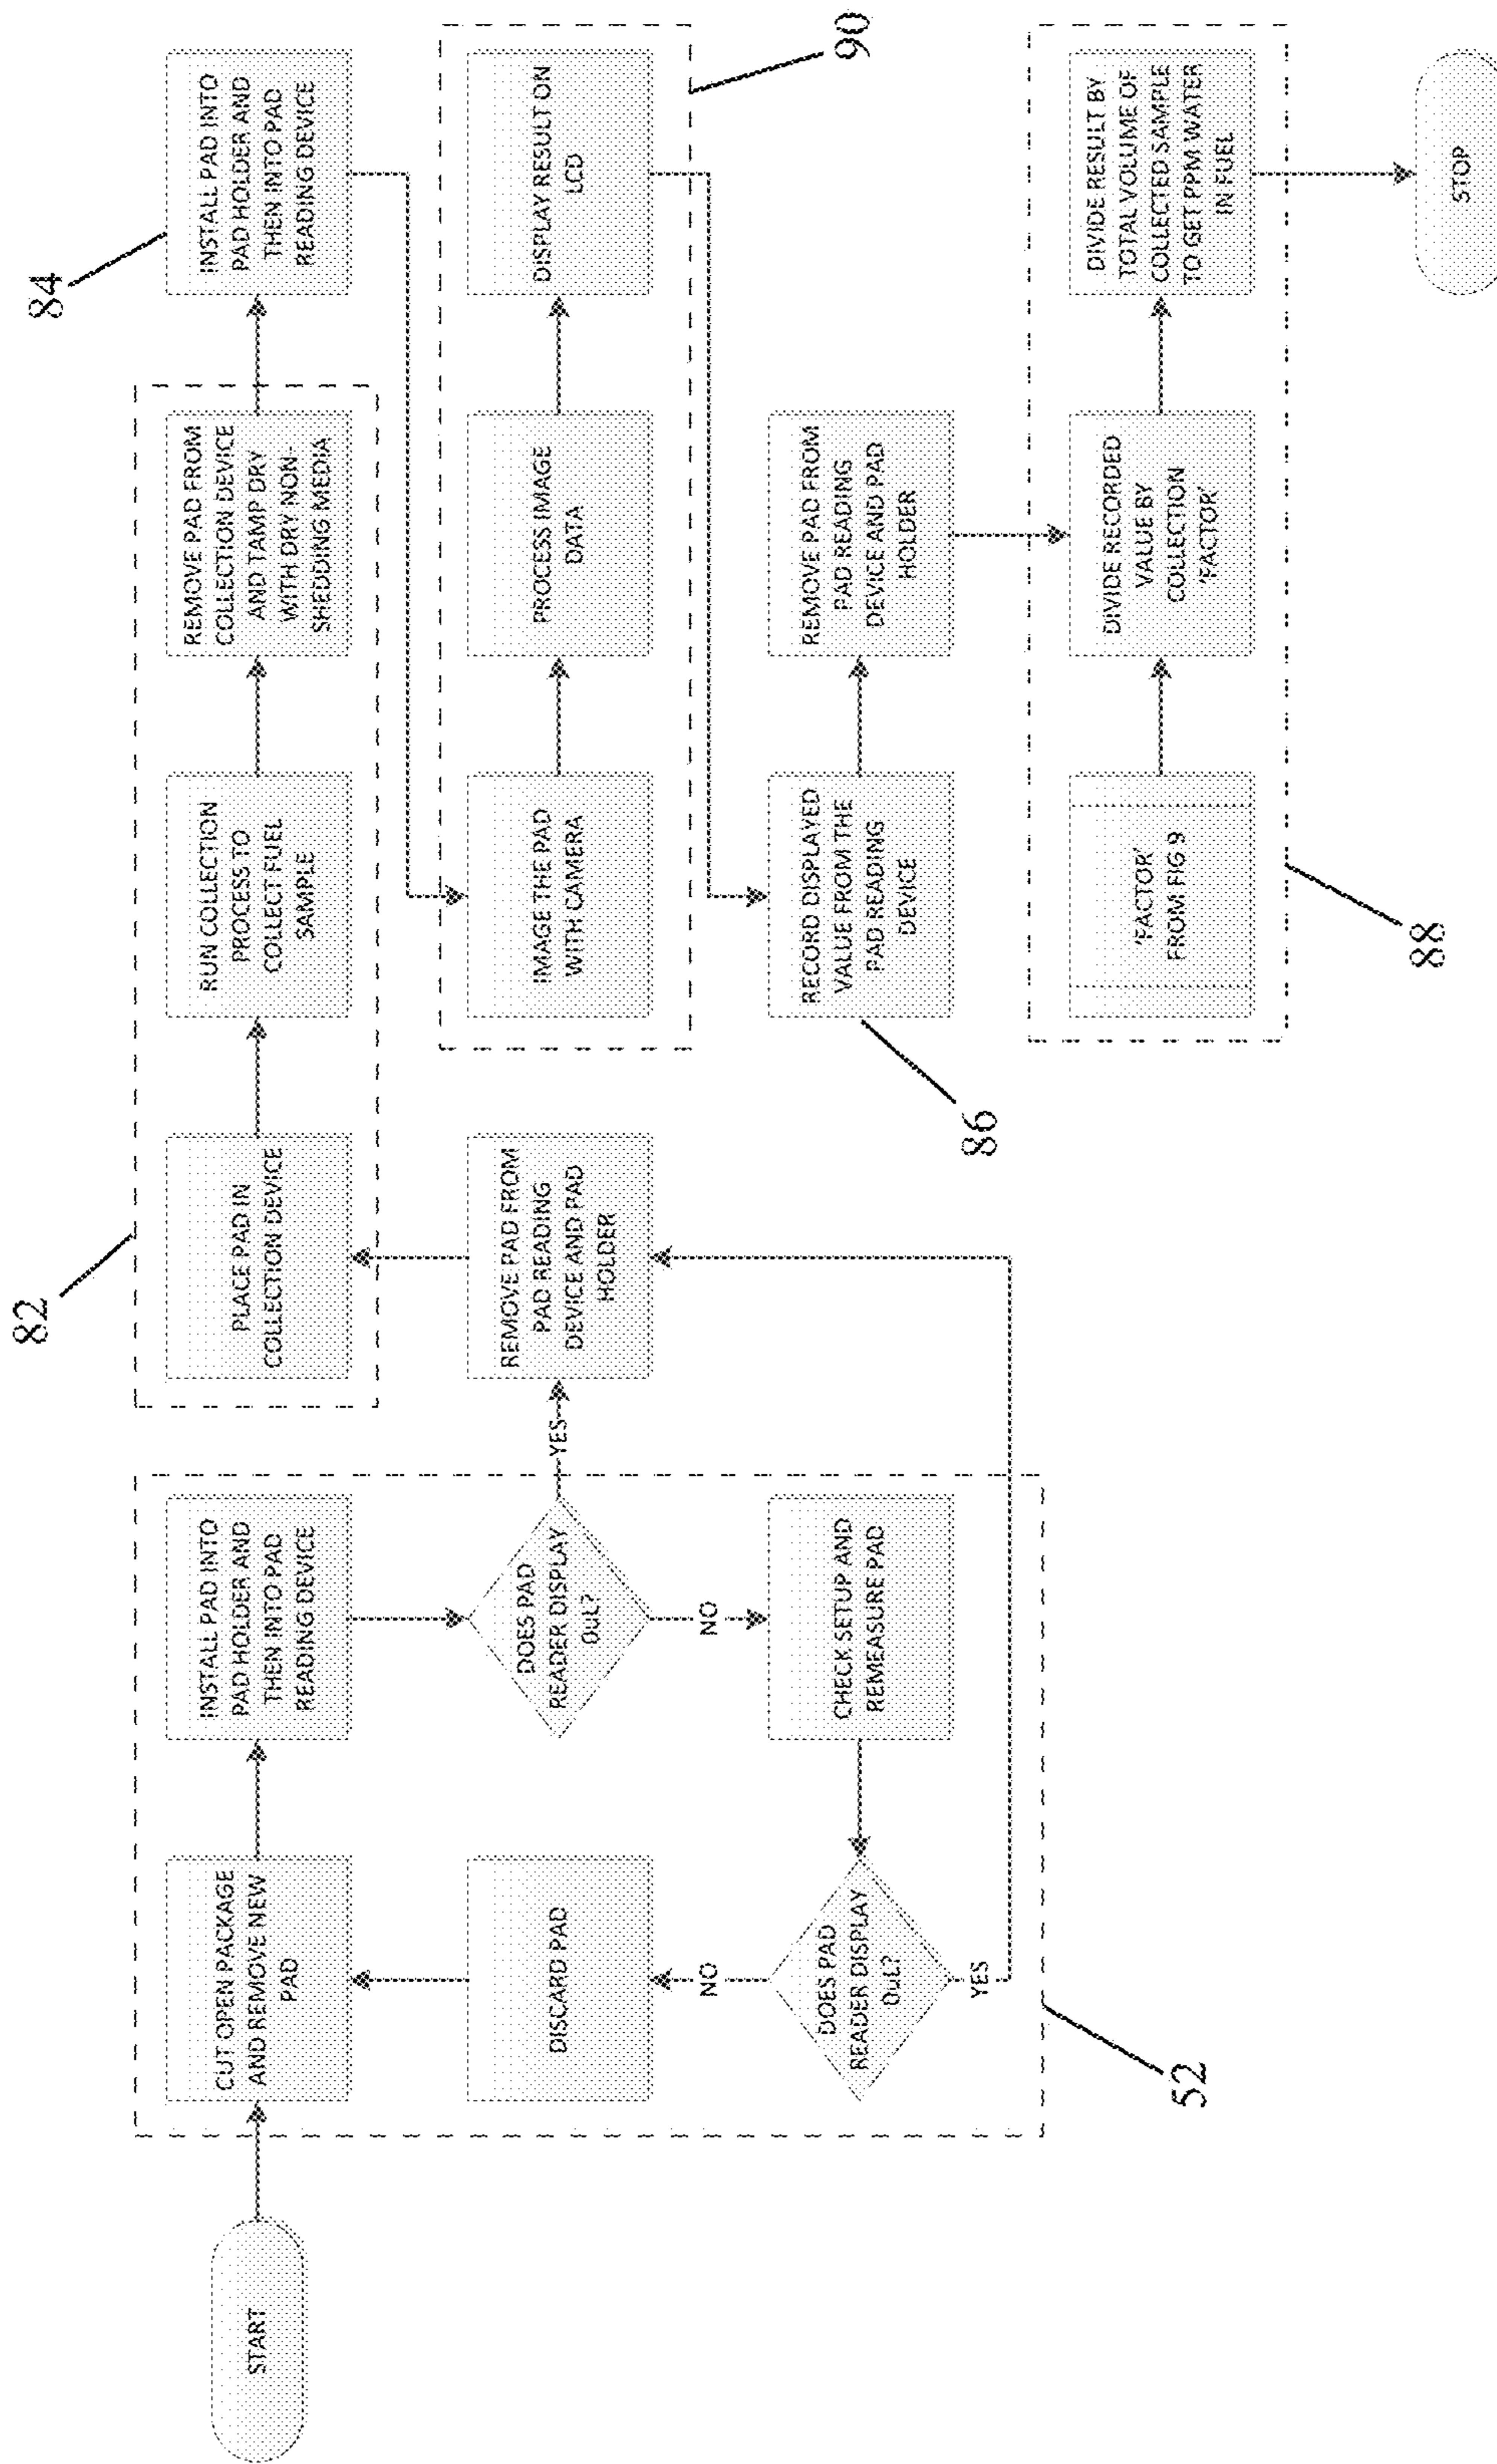 START
CUT OPEN PACKAGE
AND REMOVE NEW
PAD
INSTALL PAD INTO
PAD HOLDER AND
THEN INTO PAD
READING DEVICE
DOES PAD
READER DISPLAY
0uL?
YES
NO
CHECK SETUP AND
REMEASURE PAD
DOES PAD
READER DISPLAY
0uL?
NO
YES
DISCARD PAD
52
REMOVE PAD FROM
PAD READING
DEVICE AND PAD
HOLDER
82
PLACE PAD IN
COLLECTION DEVICE
RUN COLLECTION
PROCESS TO
COLLECT FUEL
SAMPLE
REMOVE PAD FROM
COLLECTION DEVICE
AND TAMP DRY
WITH DRY NON-
SHEDDING MEDIA
84
INSTALL PAD INTO
PAD HOLDER AND
THEN INTO PAD
READING DEVICE
IMAGE THE PAD
WITH CAMERA
PROCESS IMAGE
DATA
DISPLAY RESULT ON
LCD
90
RECORD DISPLAYED
VALUE FROM THE
PAD READING
DEVICE
86
REMOVE PAD FROM
PAD READING
DEVICE AND PAD
HOLDER
'FACTOR'
FROM FIG 9
DIVIDE RECORDED
VALUE BY
COLLECTION
'FACTOR'
DIVIDE RESULT BY
TOTAL VOLUME OF
COLLECTED SAMPLE
TO GET PPM WATER
IN FUEL
88
STOP